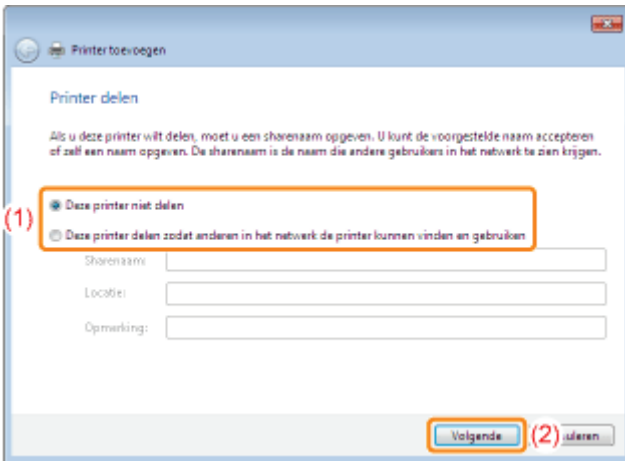 Printer toevoegen
Printer delen
Als u deze printer wilt delen, moet u een sharenaam opgeven. U kunt de voorgestelde naam accepteren
of zelf een naam opgeven. De sharenaam is de naam die andere gebruikers in het netwerk te zien krijgen.
(1)
Deze printer niet delen
Deze printer delen zodat anderen in het netwerk de printer kunnen vinden en gebruiken
Sharenaam:
Locatie:
Opmerking:
Volgende (2) uleren